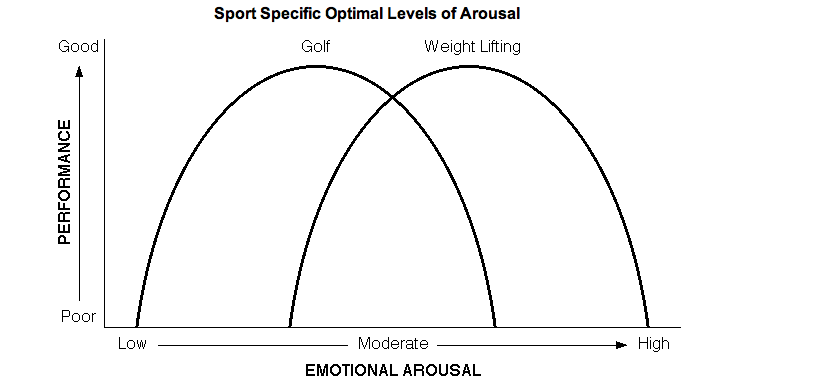 Sport Specific Optimal Levels of Arousal
Good
Golf
Weight Lifting
PERFORMANCE
Poor
Low
Moderate
High
EMOTIONAL AROUSAL